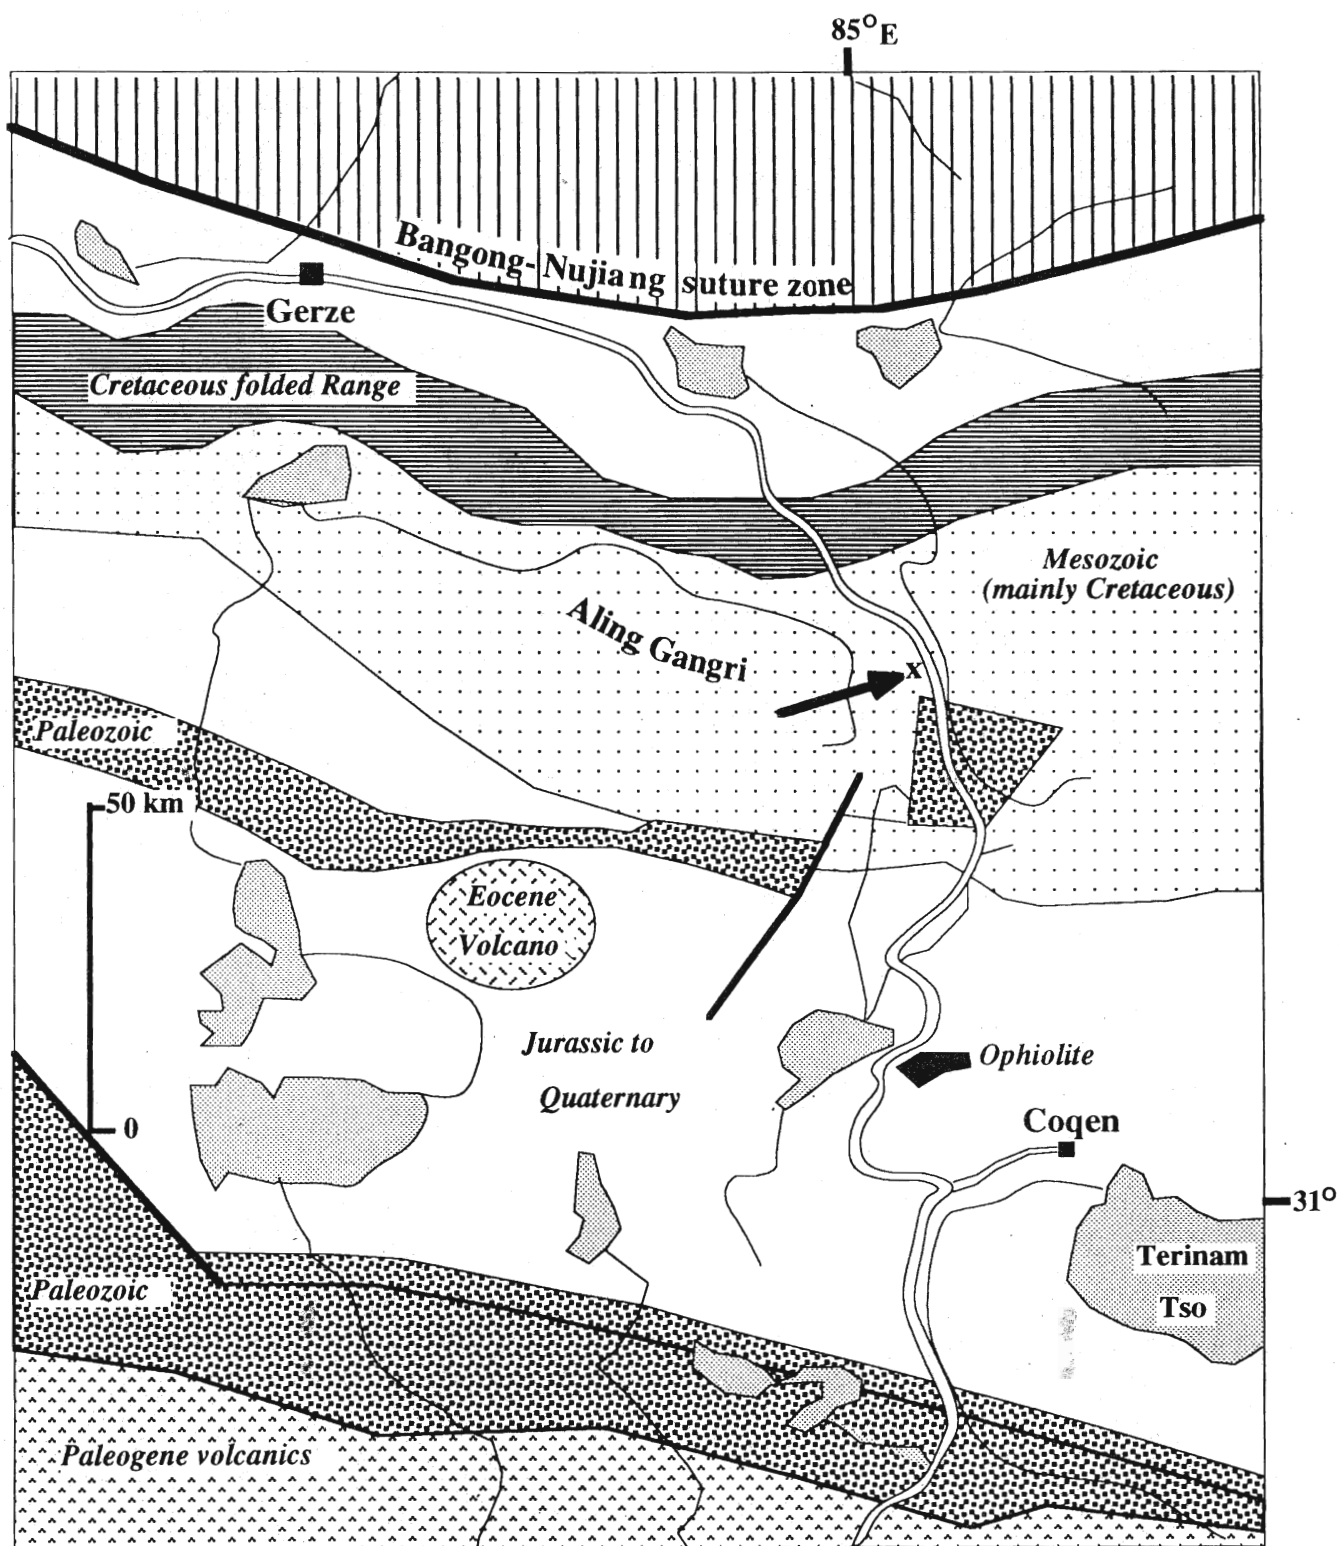 85°E
Bangong-Nujiang suture zone
Gerze
Cretaceous folded Range
Mesozoic
(mainly Cretaceous)
Aling Gangri
x
Paleozoic
50 km
Eocene
Volcano
Jurassic to
Quaternary
Ophiolite
Coqen
0
31°
Terinam
Tso
Paleozoic
Paleogene volcanics